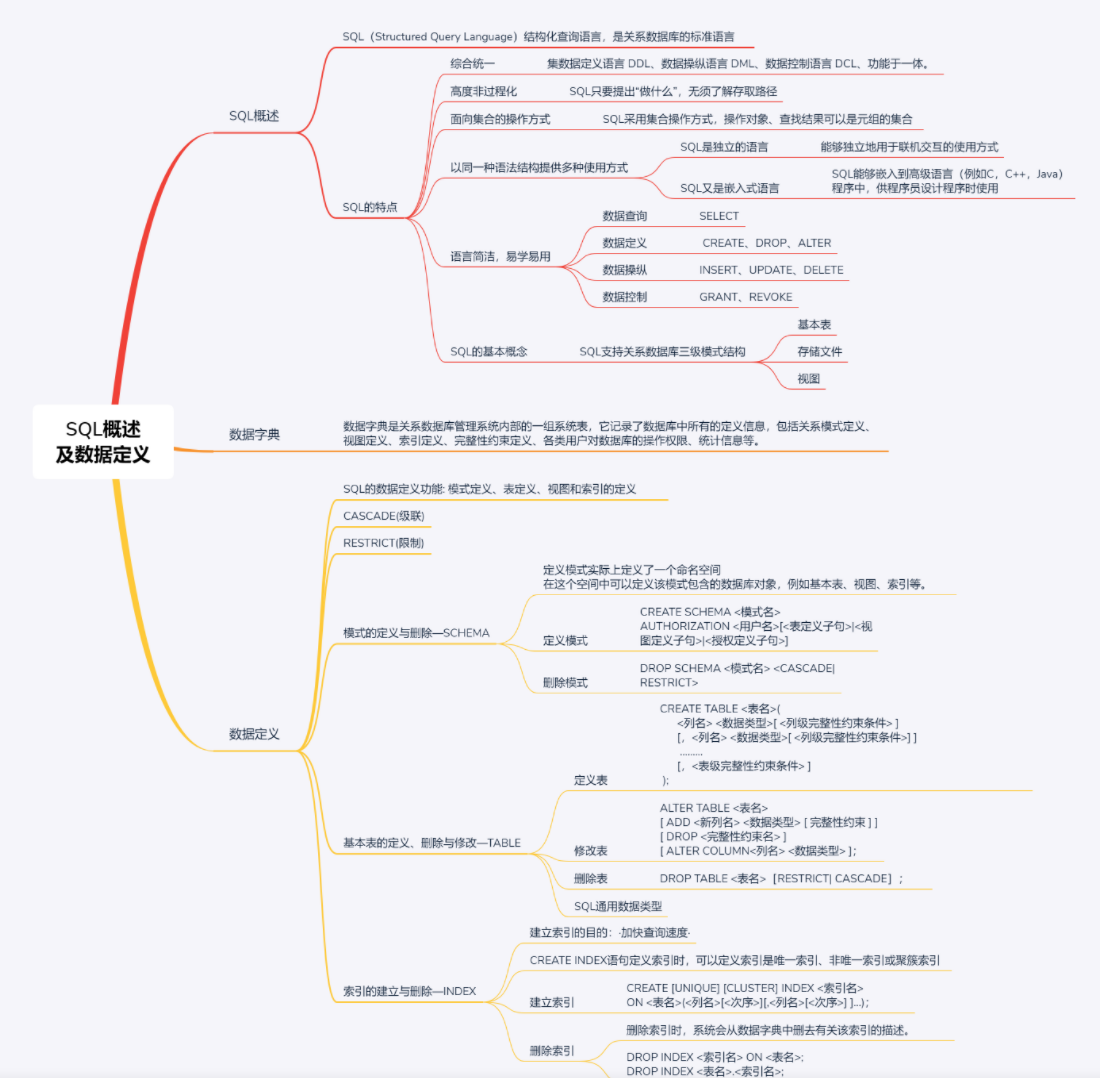 SQL概述
及数据定义
SQL概述
SQL（Structured Query Language）结构化查询语言，是关系数据库的标准语言
SQL的特点
综合统一
集数据定义语言 DDL、数据操纵语言 DML、数据控制语言 DCL、功能于一体。
高度非过程化
SQL只要提出“做什么”，无须了解存取路径
面向集合的操作方式
SQL采用集合操作方式，操作对象、查找结果可以是元组的集合
以同一种语法结构提供多种使用方式
SQL是独立的语言
能够独立地用于联机交互的使用方式
SQL又是嵌入式语言
SQL能够嵌入到高级语言（例如C，C++，Java）
程序中，供程序员设计程序时使用
语言简洁，易学易用
数据查询
SELECT
数据定义
CREATE、DROP、ALTER
数据操纵
INSERT、UPDATE、DELETE
数据控制
GRANT、REVOKE
SQL的基本概念
SQL支持关系数据库三级模式结构
基本表
存储文件
视图
数据字典
数据字典是关系数据库管理系统内部的一组系统表，它记录了数据库中所有的定义信息，包括关系模式定义、
视图定义、索引定义、完整性约束定义、各类用户对数据库的操作权限、统计信息等。
数据定义
SQL的数据定义功能: 模式定义、表定义、视图和索引的定义
CASCADE(级联)
RESTRICT(限制)
模式的定义与删除—SCHEMA
定义模式实际上定义了一个命名空间
在这个空间中可以定义该模式包含的数据库对象，例如基本表、视图、索引等。
定义模式
CREATE SCHEMA <模式名>
AUTHORIZATION <用户名>[<表定义子句>|<视
图定义子句>|<授权定义子句>]
删除模式
DROP SCHEMA <模式名> <CASCADE|
RESTRICT>
基本表的定义、删除与修改—TABLE
定义表
CREATE TABLE <表名>(
<列名> <数据类型>[ <列级完整性约束条件> ]
[，<列名> <数据类型>[ <列级完整性约束条件>] ]
………
[，<表级完整性约束条件> ]
);
修改表
ALTER TABLE <表名>
[ ADD <新列名> <数据类型> [ 完整性约束 ] ]
[ DROP <完整性约束名> ]
[ ALTER COLUMN<列名> <数据类型> ]；
删除表
DROP TABLE <表名>［RESTRICT| CASCADE］；
SQL通用数据类型
索引的建立与删除—INDEX
建立索引的目的：·加快查询速度·
CREATE INDEX语句定义索引时，可以定义索引是唯一索引、非唯一索引或聚簇索引
建立索引
CREATE [UNIQUE] [CLUSTER] INDEX <索引名>
ON <表名>(<列名>[<次序>][,<列名>[<次序>] ]…);
删除索引
删除索引时，系统会从数据字典中删去有关该索引的描述。
DROP INDEX <索引名> ON <表名>;
DROP INDEX <表名>.<索引名>;